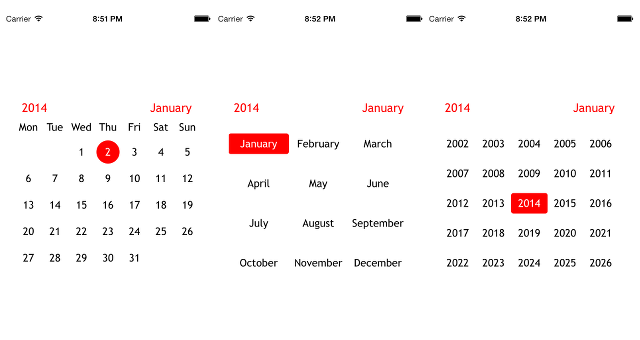 Carrier 8:51 PM
2014 January
Mon Tue Wed Thu Fri Sat Sun
1 2 3 4 5
6 7 8 9 10 11 12
13 14 15 16 17 18 19
20 21 22 23 24 25 26
27 28 29 30 31
Carrier 8:52 PM
2014 January
January February March
April May June
July August September
October November December
Carrier 8:52 PM
2014 January
2002 2003 2004 2005 2006
2007 2008 2009 2010 2011
2012 2013 2014 2015 2016
2017 2018 2019 2020 2021
2022 2023 2024 2025 2026